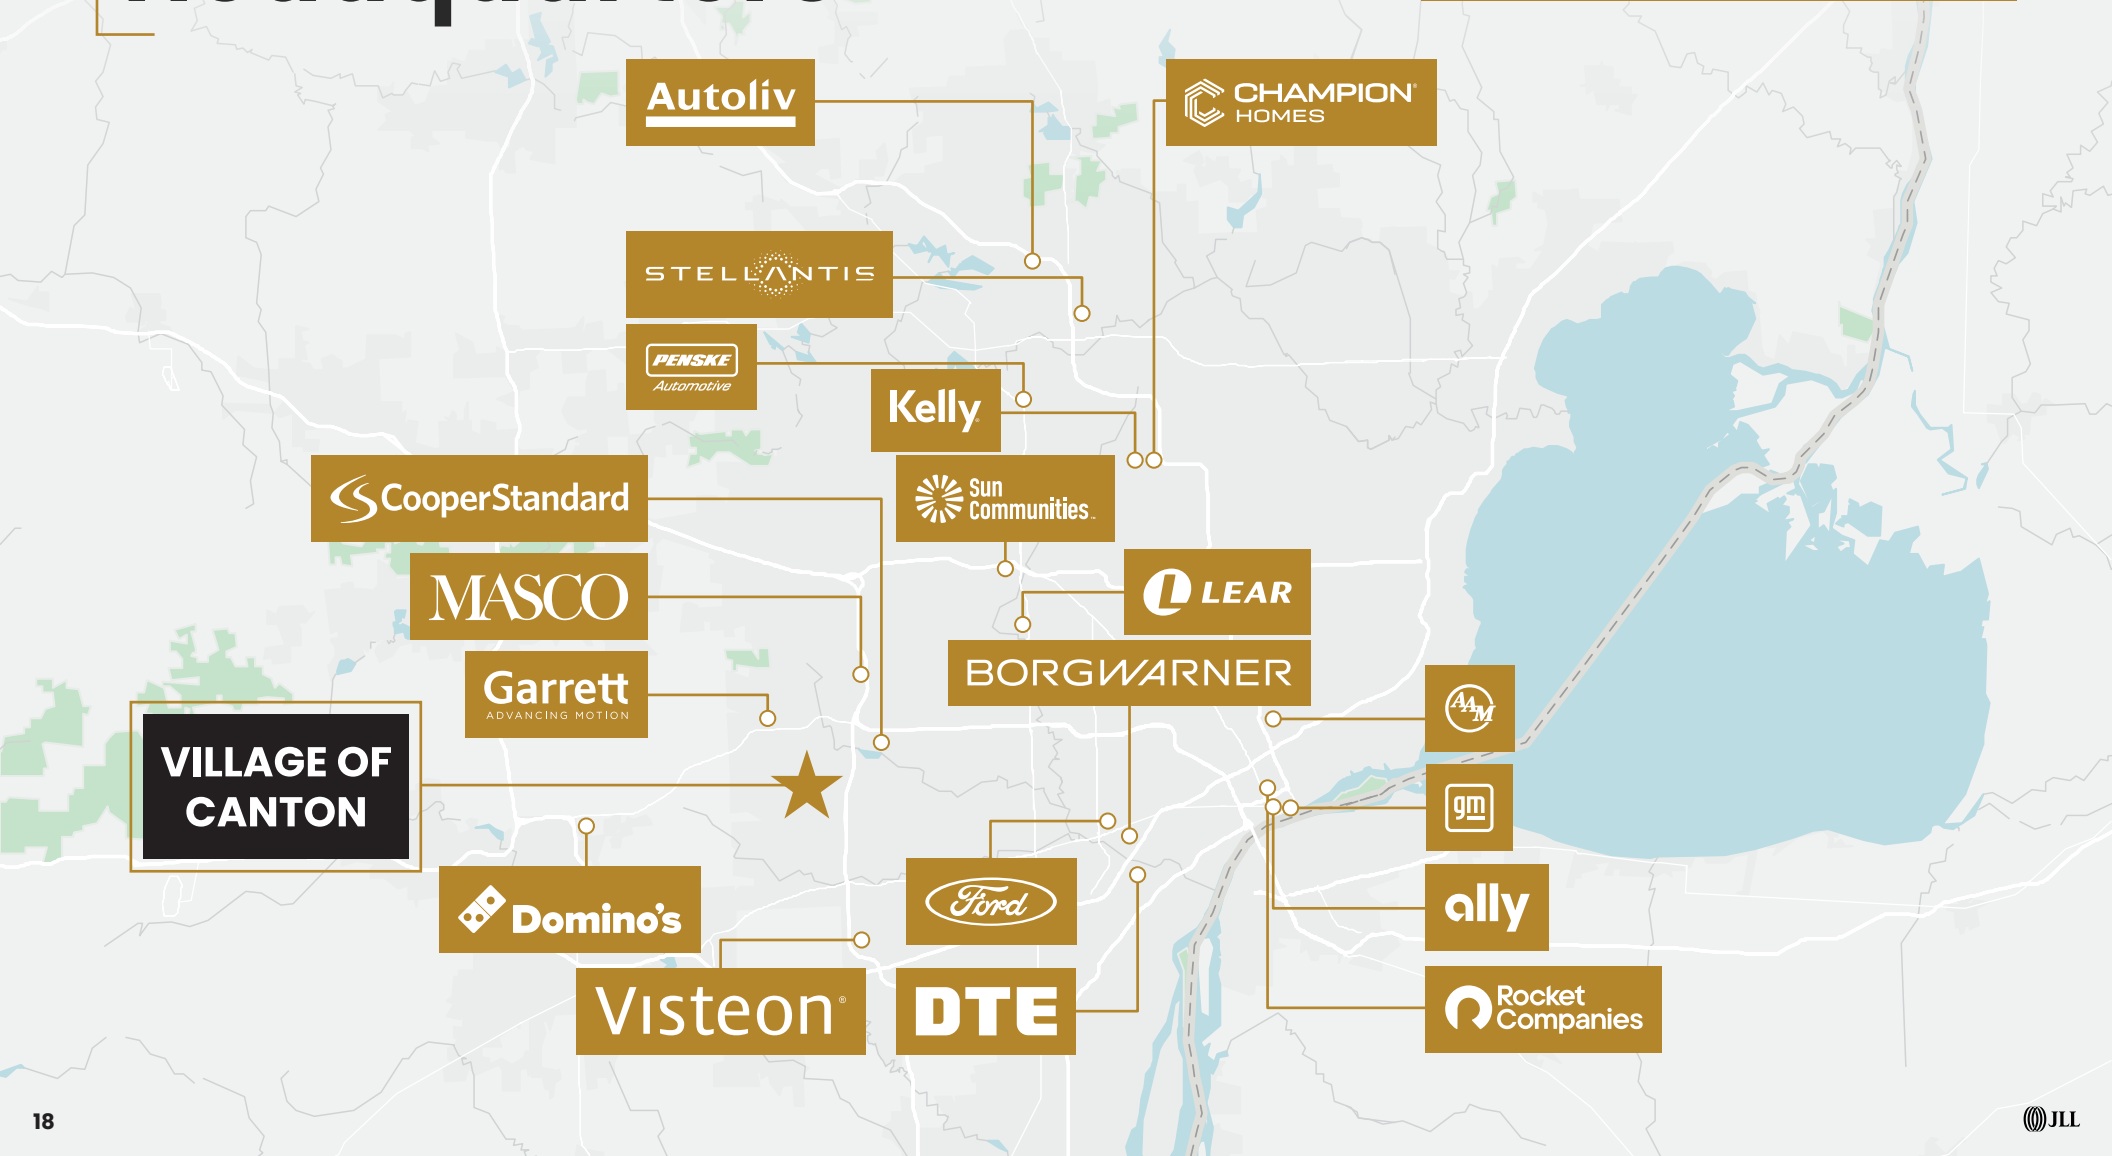 Headquarters
Autoliv
CHAMPION®
HOMES
STELLANTIS
PENSKE
Automotive
Kelly
CooperStandard
Sun
Communities
MASCO
LEAR
Garrett
ADVANCING MOTION
BORGWARNER
AAM
VILLAGE OF
CANTON
gm
Domino's
Ford
ally
Visteon®
DTE
Rocket
Companies
18
JLL